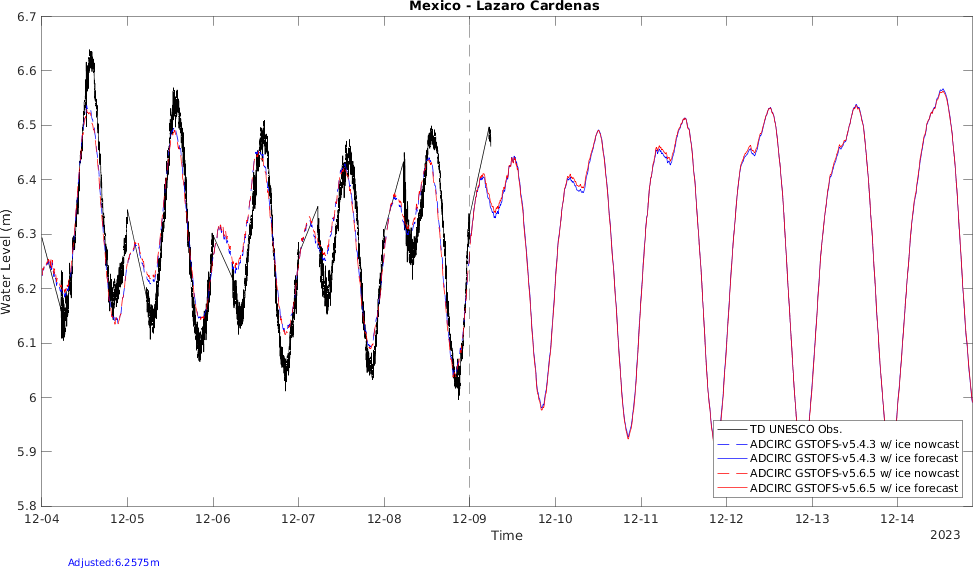 Mexico - Lazaro Cardenas
6.7
6.6
6.5
6.4
6.3
6.2
6.1
6
5.9
5.8
Water Level (m)
TD UNESCO Obs.
ADCIRC GSTOFS-v5.4.3 w/ ice nowcast
ADCIRC GSTOFS-v5.4.3 w/ ice forecast
ADCIRC GSTOFS-v5.6.5 w/ ice nowcast
ADCIRC GSTOFS-v5.6.5 w/ ice forecast
12-04 12-05 12-06 12-07 12-08 12-09 12-10 12-11 12-12 12-13 12-14
Time
2023
Adjusted:6.2575m